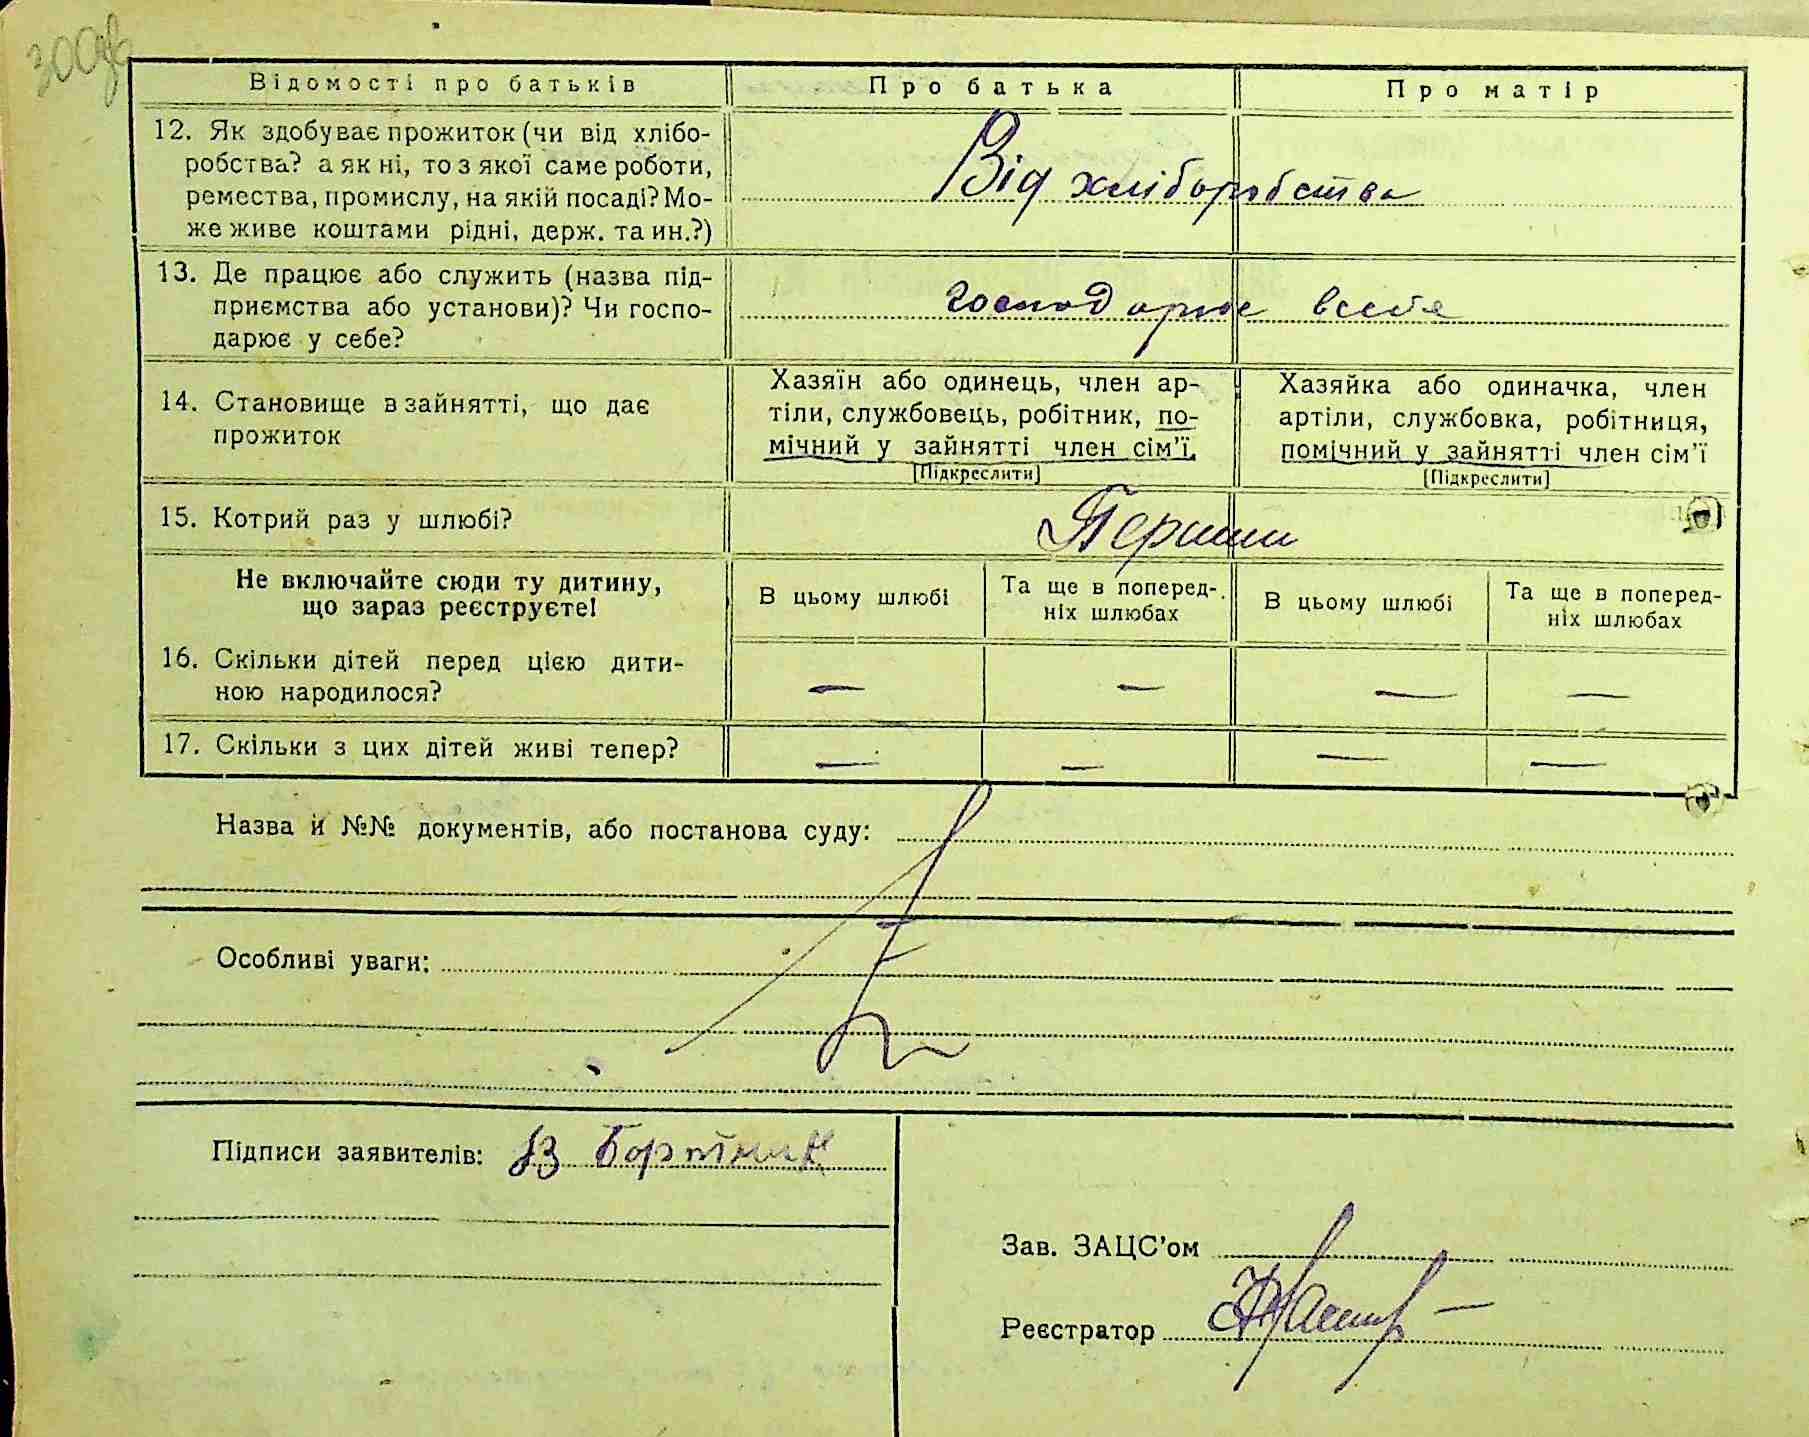 300зв
Відомості про батьків
Про батька
Про матір
12. Як здобуває прожиток (чи від хлібо-
робства? а як ні, то з якої саме роботи,
ремества, промислу, на якій посаді? Мо-
же живе коштами рідні, держ. та ин.?)
Від хліборобства
13. Де працює або служить (назва під-
приємства або установи)? Чи госпо-
дарює у себе?
господарює всебе
14. Становище в зайнятті, що дає
прожиток
Хазяїн або одинець, член ар-
тіли, службовець, робітник, по-
мічний у зайнятті член сім'ї.
[Підкреслити]
Хазяйка або одиначка, член
артіли, службовка, робітниця,
помічний у зайнятті член сім'ї
[Підкреслити]
15. Котрий раз у шлюбі?
Перший
Не включайте сюди ту дитину,
що зараз реєструєте!
В цьому шлюбі
Та ще в поперед-
ніх шлюбах
В цьому шлюбі
Та ще в поперед-
ніх шлюбах
16. Скільки дітей перед цією дити-
ною народилося?
— — — —
17. Скільки з цих дітей живі тепер?
— — — —
Назва й №№ документів, або постанова суду:
Особливі уваги:
Підписи заявителів: Бортник
Зав. ЗАЦС'ом
Реєстратор